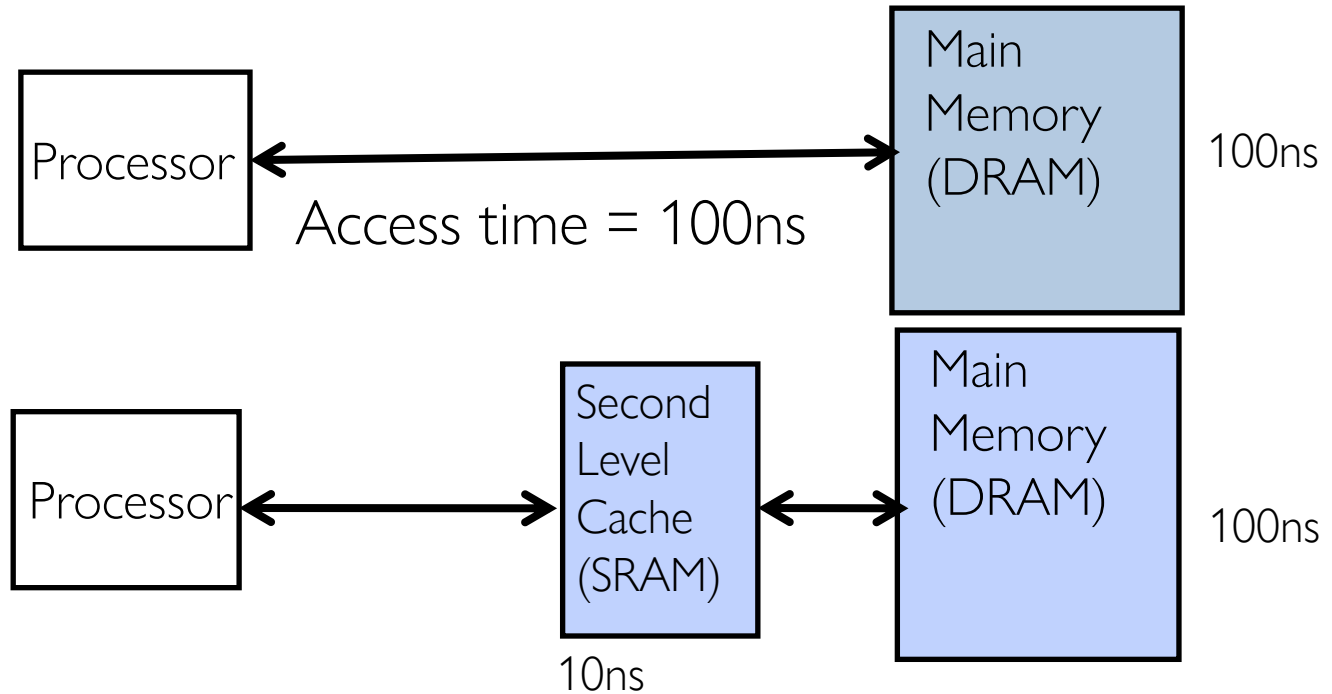 Main
Memory
(DRAM)
Processor
100ns
Access time = 100ns
Main
Memory
(DRAM)
Second
Level
Cache
(SRAM)
Processor
100ns
10ns